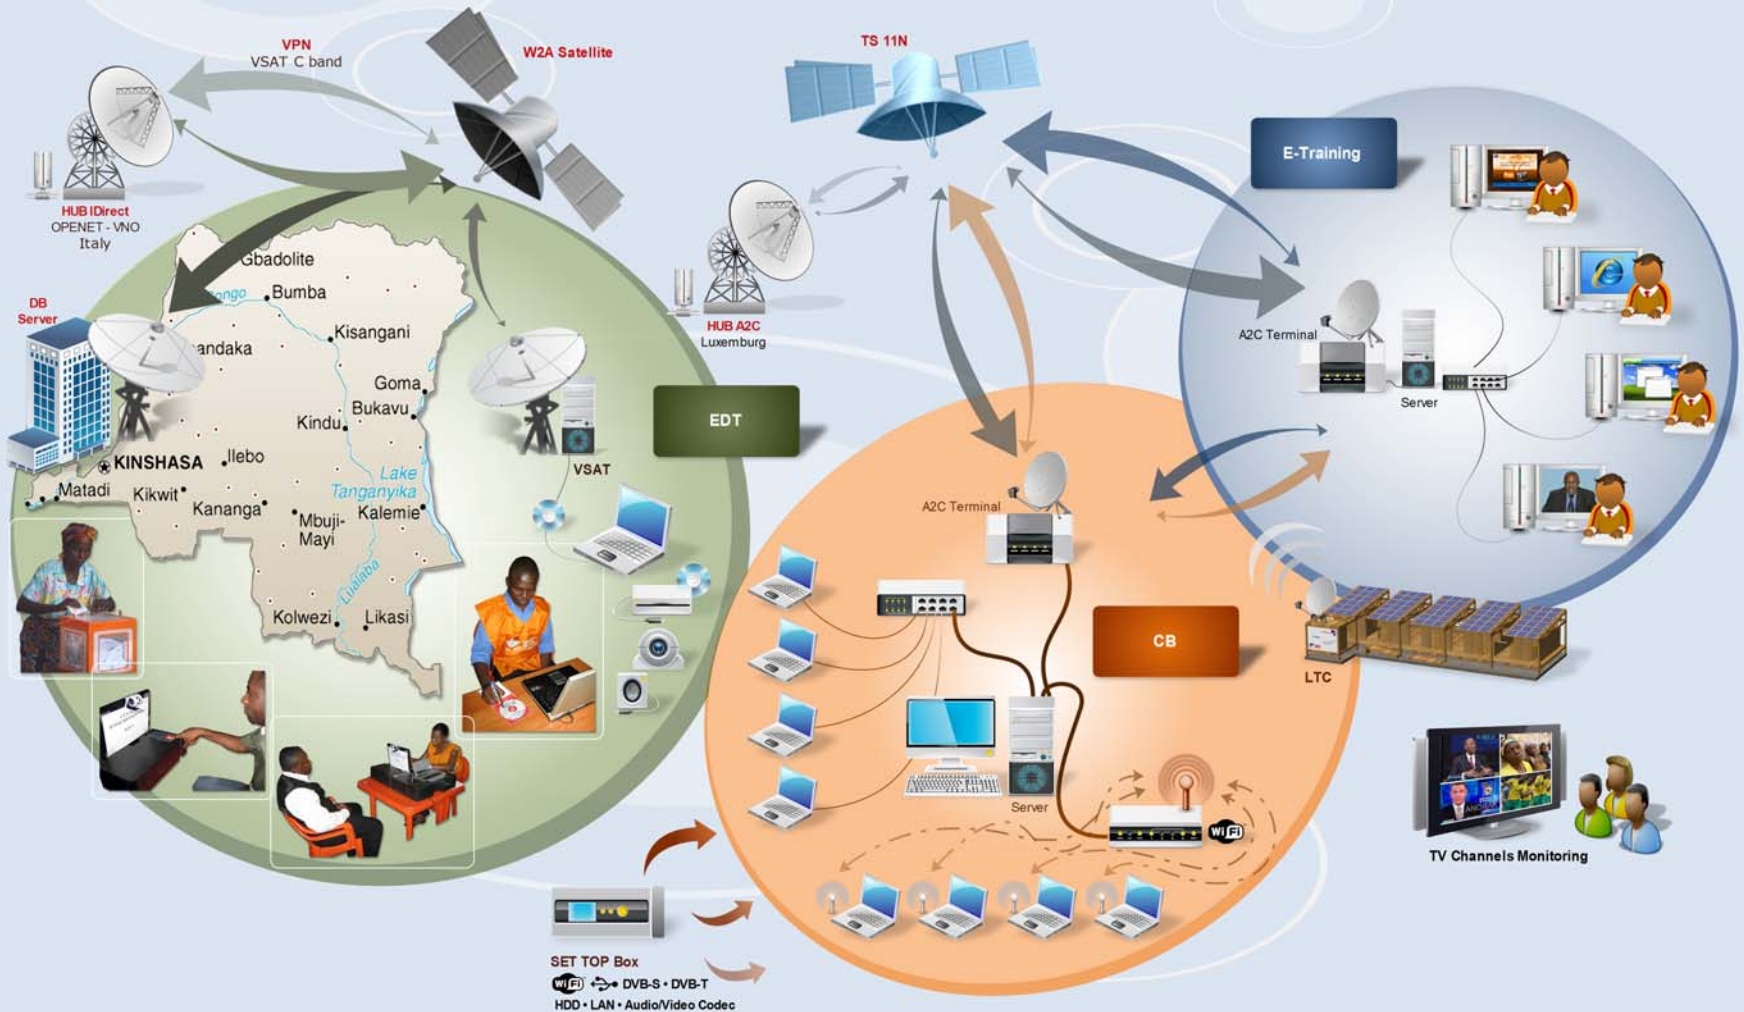 VPN
VSAT C band
W2A Satellite
TS 11N
HUB IDirect
OPENET - VNO
Italy
E-Training
Gbadolite
Bumba
DB
Server
Kisangani
HUB A2C
Luxemburg
A2C Terminal
Server
Goma
Bukavu
Kindu
EDT
KINSHASA
Ilebo
VSAT
Lake
Tanganyika
Matadi
Kikwit
Kananga
Mbuji-
Mayi
Kalemie
A2C Terminal
Lualaba
Kolwezi
Likasi
CB
LTC
Server
WiFi
TV Channels Monitoring
SET TOP Box
WiFi DVB-S • DVB-T
HDD • LAN • Audio/Video Codec